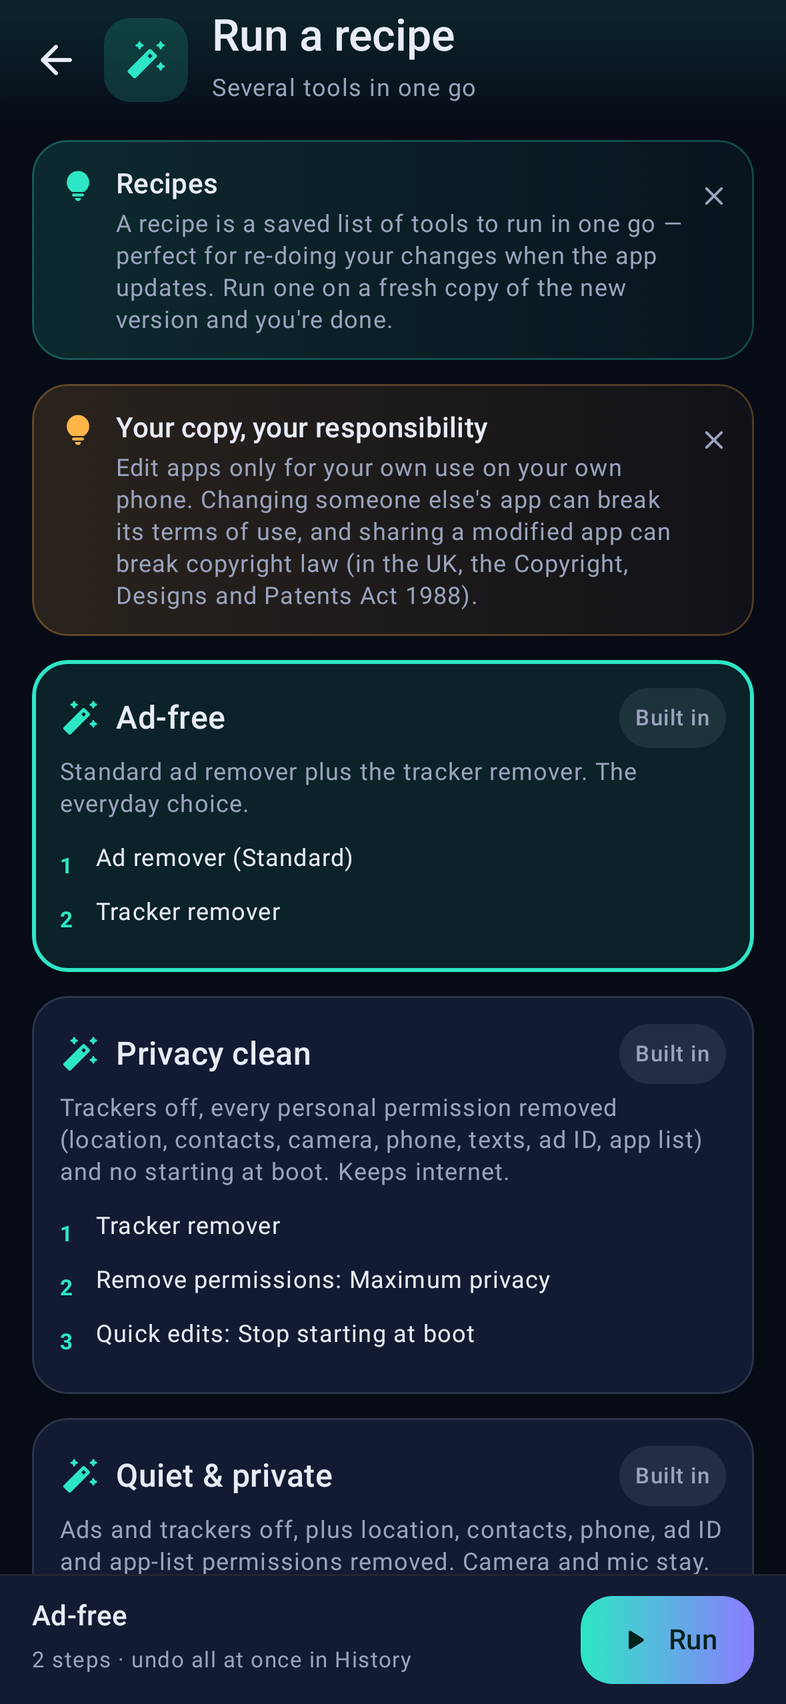 Run a recipe
Several tools in one go
Recipes
A recipe is a saved list of tools to run in one go —
perfect for re-doing your changes when the app
updates. Run one on a fresh copy of the new
version and you're done.
Your copy, your responsibility
Edit apps only for your own use on your own
phone. Changing someone else's app can break
its terms of use, and sharing a modified app can
break copyright law (in the UK, the Copyright,
Designs and Patents Act 1988).
Ad-free
Built in
Standard ad remover plus the tracker remover. The
everyday choice.
1 Ad remover (Standard)
2 Tracker remover
Privacy clean
Built in
Trackers off, every personal permission removed
(location, contacts, camera, phone, texts, ad ID, app list)
and no starting at boot. Keeps internet.
1 Tracker remover
2 Remove permissions: Maximum privacy
3 Quick edits: Stop starting at boot
Quiet & private
Built in
Ads and trackers off, plus location, contacts, phone, ad ID
and app-list permissions removed. Camera and mic stay.
Ad-free
2 steps · undo all at once in History
Run